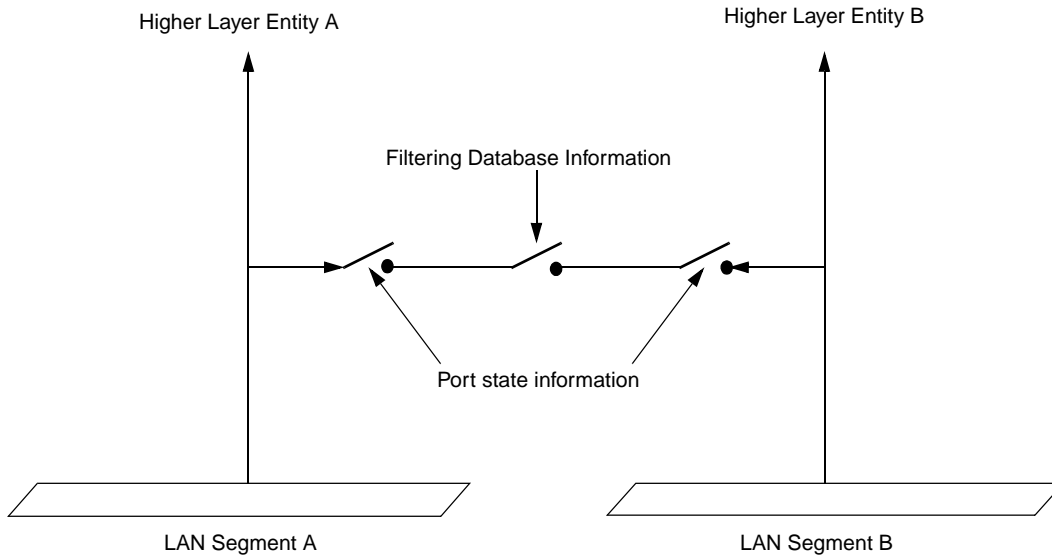 Higher Layer Entity A
Higher Layer Entity B
Filtering Database Information
Port state information
LAN Segment A
LAN Segment B